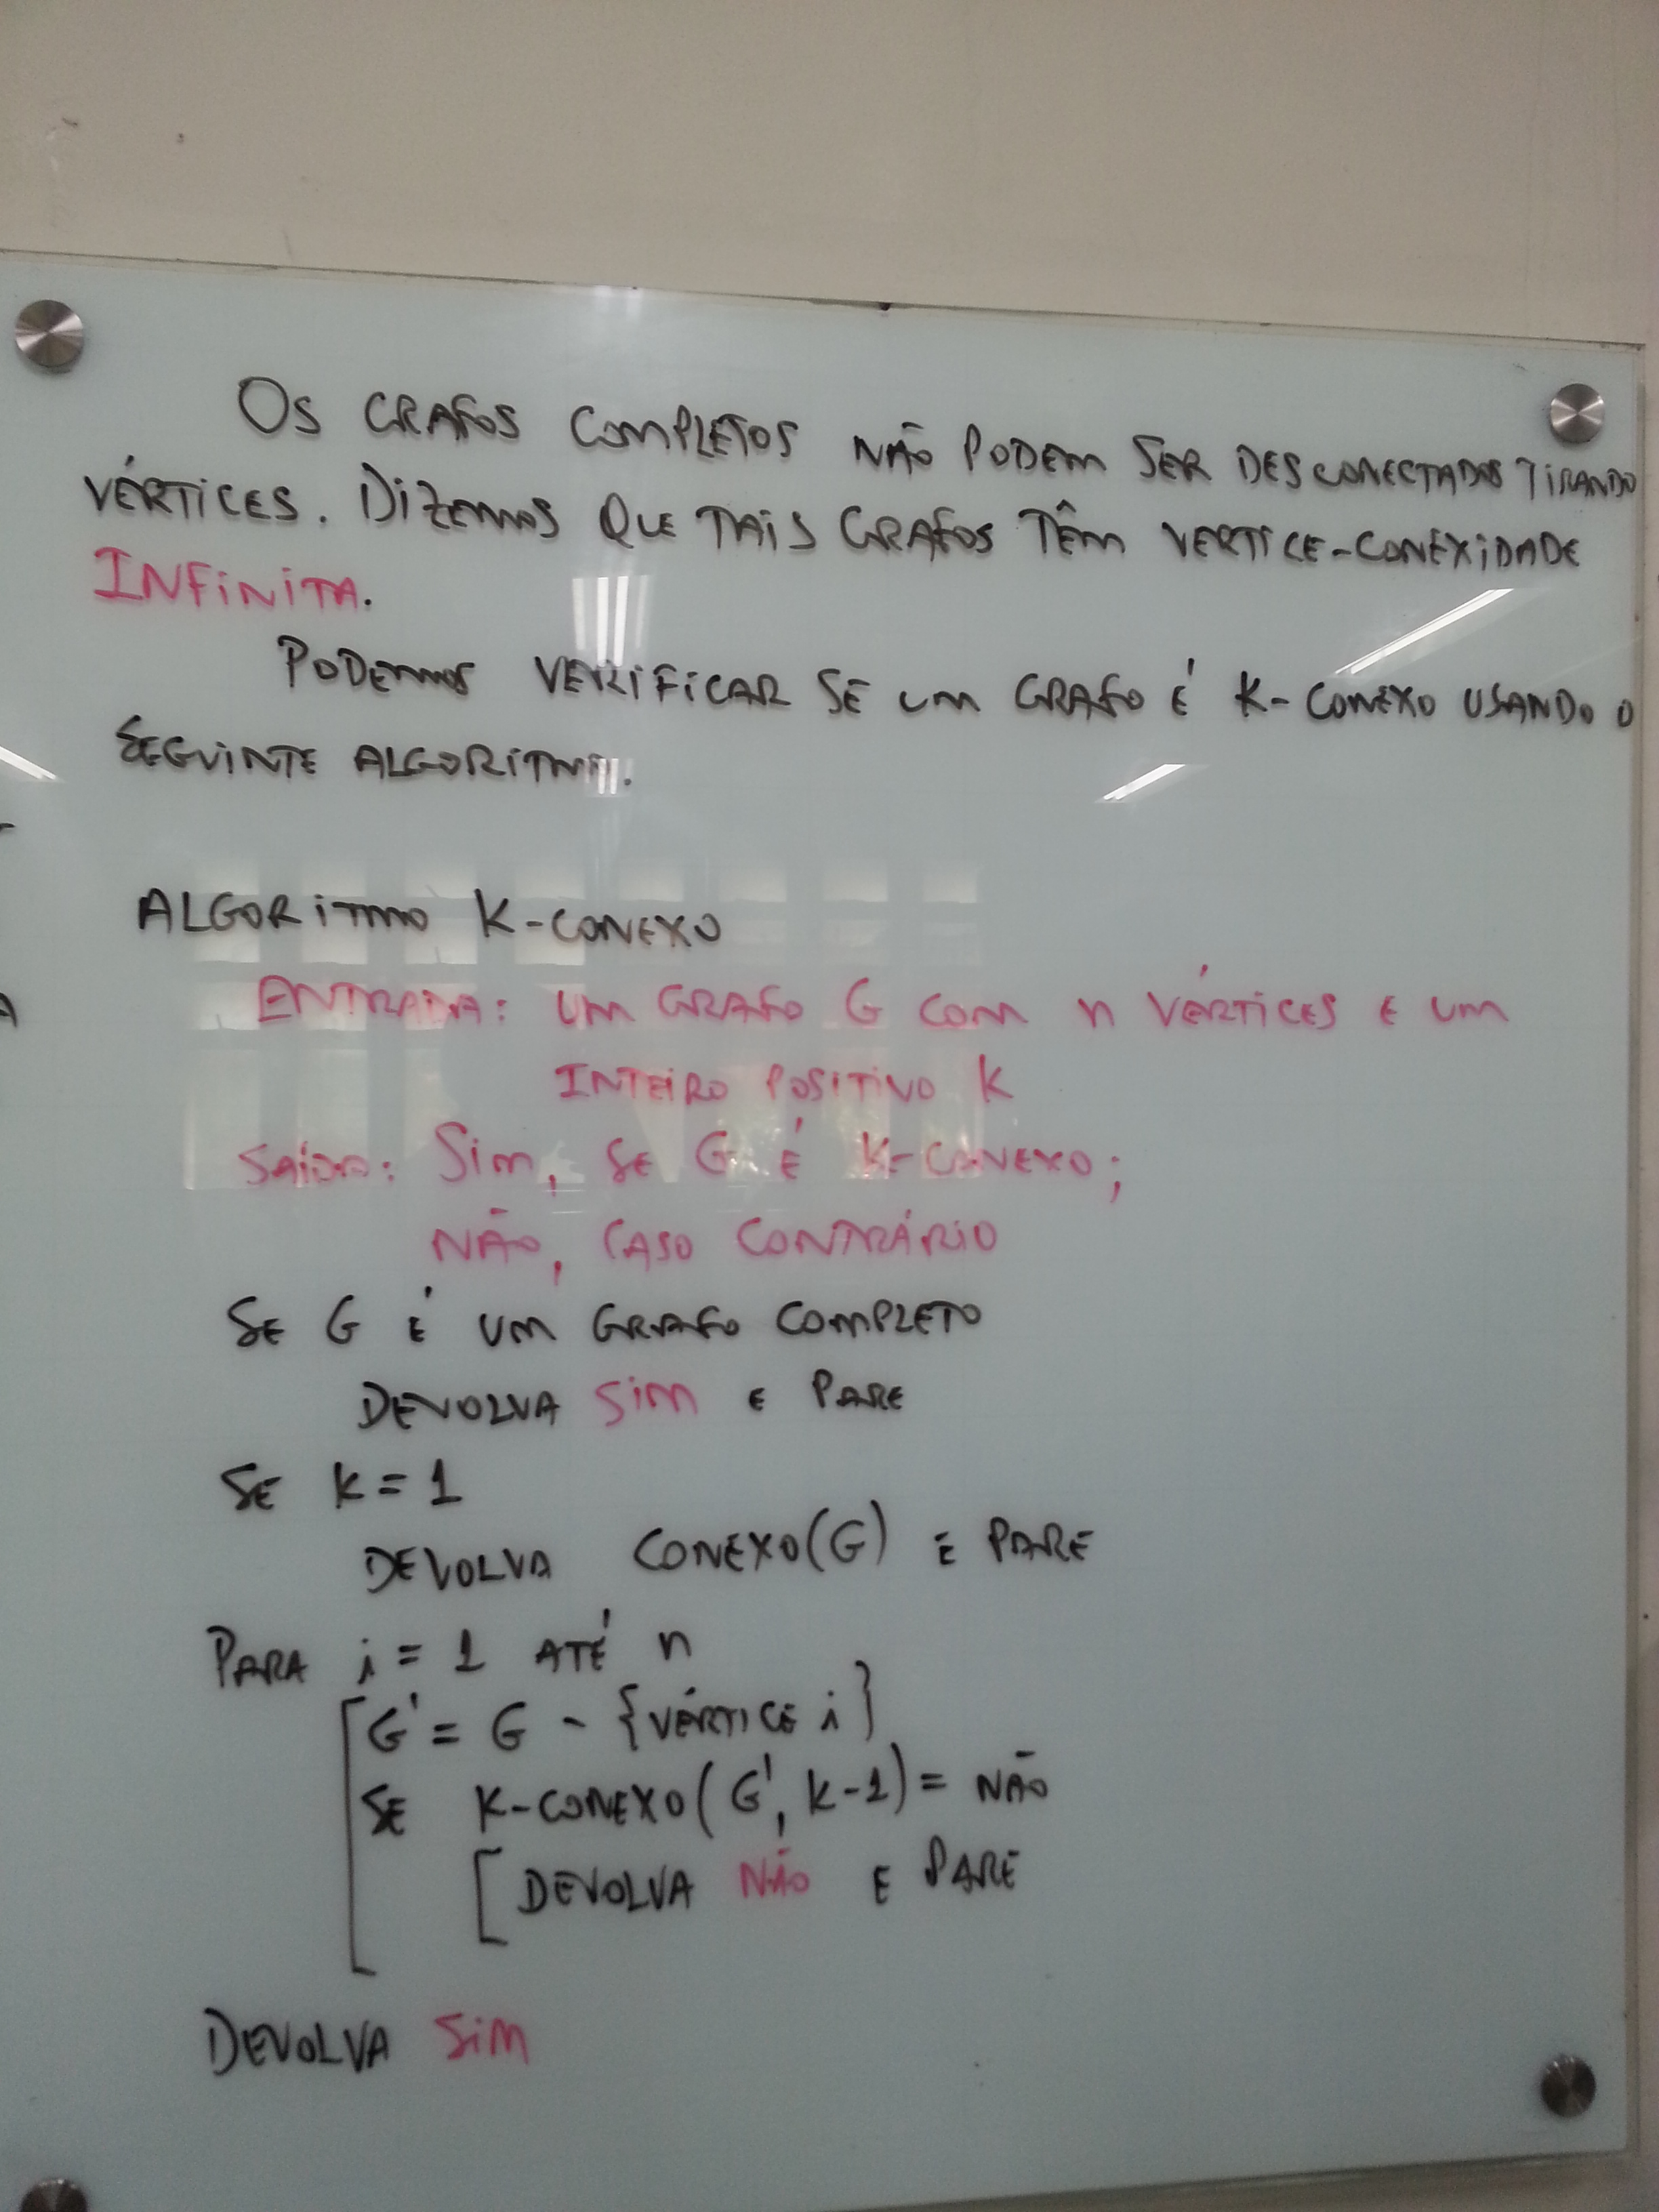 OS GRAFOS COMPLETOS NÃO PODEM SER DESCONECTADOS TIRANDO
VÉRTICES. DIZEMOS QUE TAIS GRAFOS TÊM VERTICE-CONEXIDADE
INFINITA.
PODEMOS VERIFICAR SE UM GRAFO É K-CONEXO USANDO O
SEGUINTE ALGORITMO.
ALGORITMO K-CONEXO
ENTRADA: UM GRAFO G COM n VÉRTICES E UM
INTEIRO POSITIVO K
SAÍDA: SIM, SE G É K-CONEXO;
NÃO, CASO CONTRÁRIO
SE G É UM GRAFO COMPLETO
DEVOLVA SIM E PARE
SE K = 1
DEVOLVA CONEXO(G) E PARE
PARA i = 1 ATÉ n
G' = G - {VÉRTICE i}
SE K-CONEXO(G', K-1) = NÃO
DEVOLVA NÃO E PARE
DEVOLVA SIM